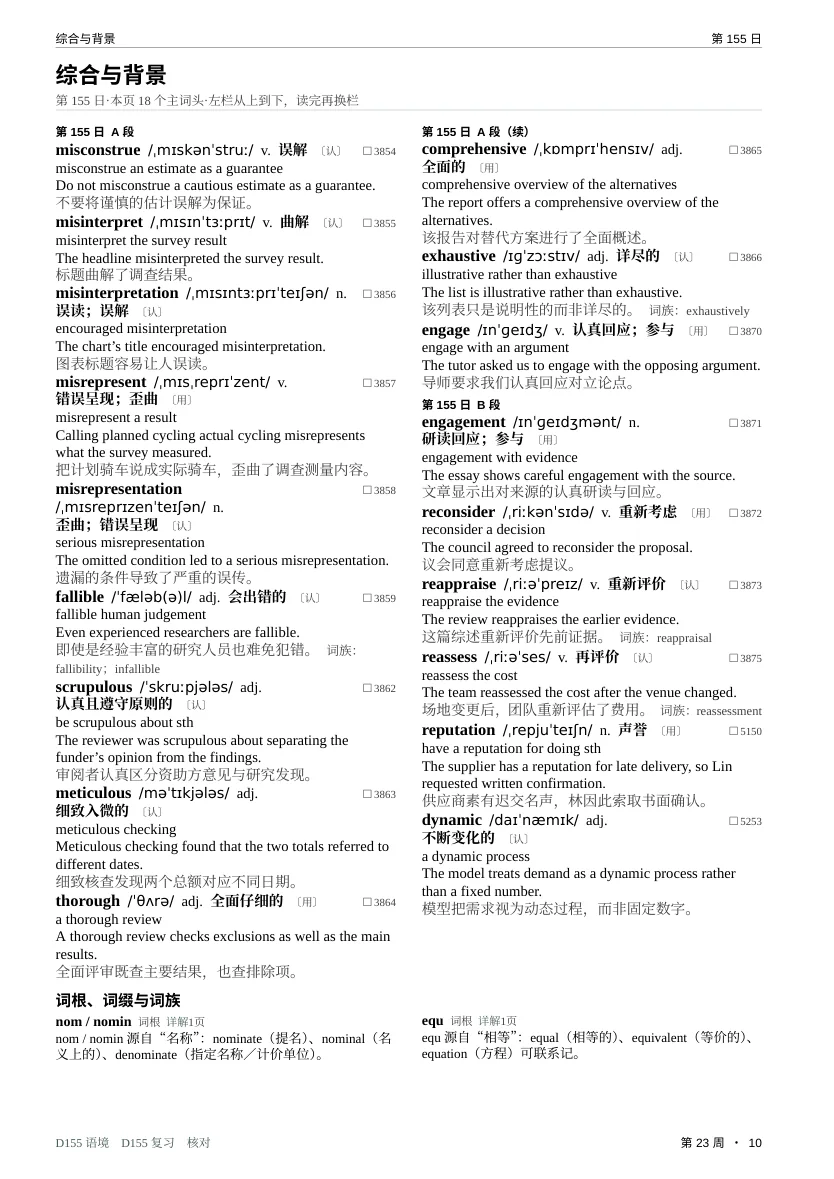 综合与背景
第 155 日
综合与背景
第 155 日·本页 18 个主词头·左栏从上到下，读完再换栏
第 155 日 A 段
misconstrue /ˌmɪskənˈstruː/ v. 误解 〔认〕 □3854
misconstrue an estimate as a guarantee
Do not misconstrue a cautious estimate as a guarantee.
不要将谨慎的估计误解为保证。
misinterpret /ˌmɪsɪnˈtɜːprɪt/ v. 曲解 〔认〕 □3855
misinterpret the survey result
The headline misinterpreted the survey result.
标题曲解了调查结果。
misinterpretation /ˌmɪsɪntɜːprɪˈteɪʃən/ n. □3856
误读；误解 〔认〕
encouraged misinterpretation
The chart’s title encouraged misinterpretation.
图表标题容易让人误读。
misrepresent /ˌmɪsˌreprɪˈzent/ v. □3857
错误呈现；歪曲 〔用〕
misrepresent a result
Calling planned cycling actual cycling misrepresents
what the survey measured.
把计划骑车说成实际骑车，歪曲了调查测量内容。
misrepresentation □3858
/ˌmɪsreprɪzenˈteɪʃən/ n.
歪曲；错误呈现 〔认〕
serious misrepresentation
The omitted condition led to a serious misrepresentation.
遗漏的条件导致了严重的误传。
fallible /ˈfæləb(ə)l/ adj. 会出错的 〔认〕 □3859
fallible human judgement
Even experienced researchers are fallible.
即使是经验丰富的研究人员也难免犯错。 词族：
fallibility；infallible
scrupulous /ˈskruːpjələs/ adj. □3862
认真且遵守原则的 〔认〕
be scrupulous about sth
The reviewer was scrupulous about separating the
funder’s opinion from the findings.
审阅者认真区分资助方意见与研究发现。
meticulous /məˈtɪkjələs/ adj. □3863
细致入微的 〔认〕
meticulous checking
Meticulous checking found that the two totals referred to
different dates.
细致核查发现两个总额对应不同日期。
thorough /ˈθʌrə/ adj. 全面仔细的 〔用〕 □3864
a thorough review
A thorough review checks exclusions as well as the main
results.
全面评审既查主要结果，也查排除项。
第 155 日 A 段（续）
comprehensive /ˌkɒmprɪˈhensɪv/ adj. □3865
全面的 〔用〕
comprehensive overview of the alternatives
The report offers a comprehensive overview of the
alternatives.
该报告对替代方案进行了全面概述。
exhaustive /ɪɡˈzɔːstɪv/ adj. 详尽的 〔认〕 □3866
illustrative rather than exhaustive
The list is illustrative rather than exhaustive.
该列表只是说明性的而非详尽的。 词族：exhaustively
engage /ɪnˈɡeɪdʒ/ v. 认真回应；参与 〔用〕 □3870
engage with an argument
The tutor asked us to engage with the opposing argument.
导师要求我们认真回应对立论点。
第 155 日 B 段
engagement /ɪnˈɡeɪdʒmənt/ n. □3871
研读回应；参与 〔用〕
engagement with evidence
The essay shows careful engagement with the source.
文章显示出对来源的认真研读与回应。
reconsider /ˌriːkənˈsɪdə/ v. 重新考虑 〔用〕 □3872
reconsider a decision
The council agreed to reconsider the proposal.
议会同意重新考虑提议。
reappraise /ˌriːəˈpreɪz/ v. 重新评价 〔认〕 □3873
reappraise the evidence
The review reappraises the earlier evidence.
这篇综述重新评价先前证据。 词族：reappraisal
reassess /ˌriːəˈses/ v. 再评价 〔认〕 □3875
reassess the cost
The team reassessed the cost after the venue changed.
场地变更后，团队重新评估了费用。 词族：reassessment
reputation /ˌrepjuˈteɪʃn/ n. 声誉 〔用〕 □5150
have a reputation for doing sth
The supplier has a reputation for late delivery, so Lin
requested written confirmation.
供应商素有迟交名声，林因此索取书面确认。
dynamic /daɪˈnæmɪk/ adj. □5253
不断变化的 〔认〕
a dynamic process
The model treats demand as a dynamic process rather
than a fixed number.
模型把需求视为动态过程，而非固定数字。
词根、词缀与词族
nom / nomin 词根 详解1页
nom / nomin 源自“名称”：nominate（提名）、nominal（名
义上的）、denominate（指定名称／计价单位）。
equ 词根 详解1页
equ 源自“相等”：equal（相等的）、equivalent（等价的）、
equation（方程）可联系记。
D155 语境 D155 复习 核对
第 23 周 · 10